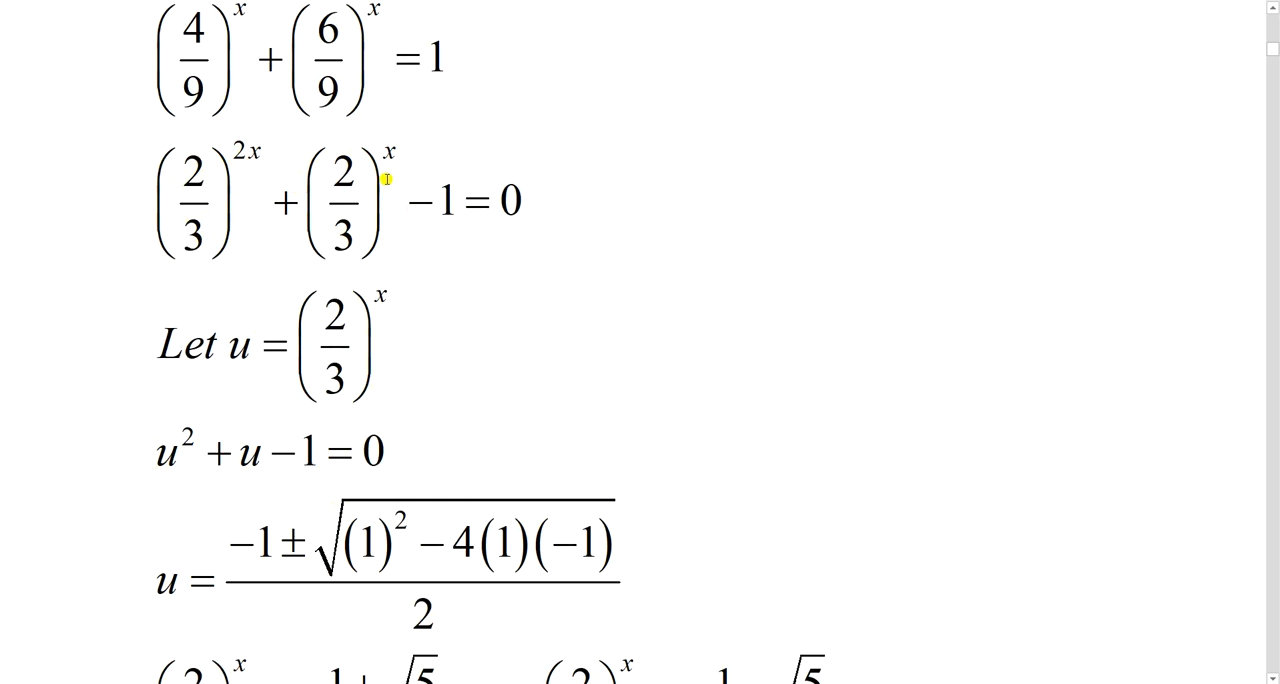 (4/9)^x + (6/9)^x = 1
(2/3)^{2x} + (2/3)^x − 1 = 0
Let u = (2/3)^x
u² + u − 1 = 0
u = (−1 ± √((1)² − 4(1)(−1)))/2